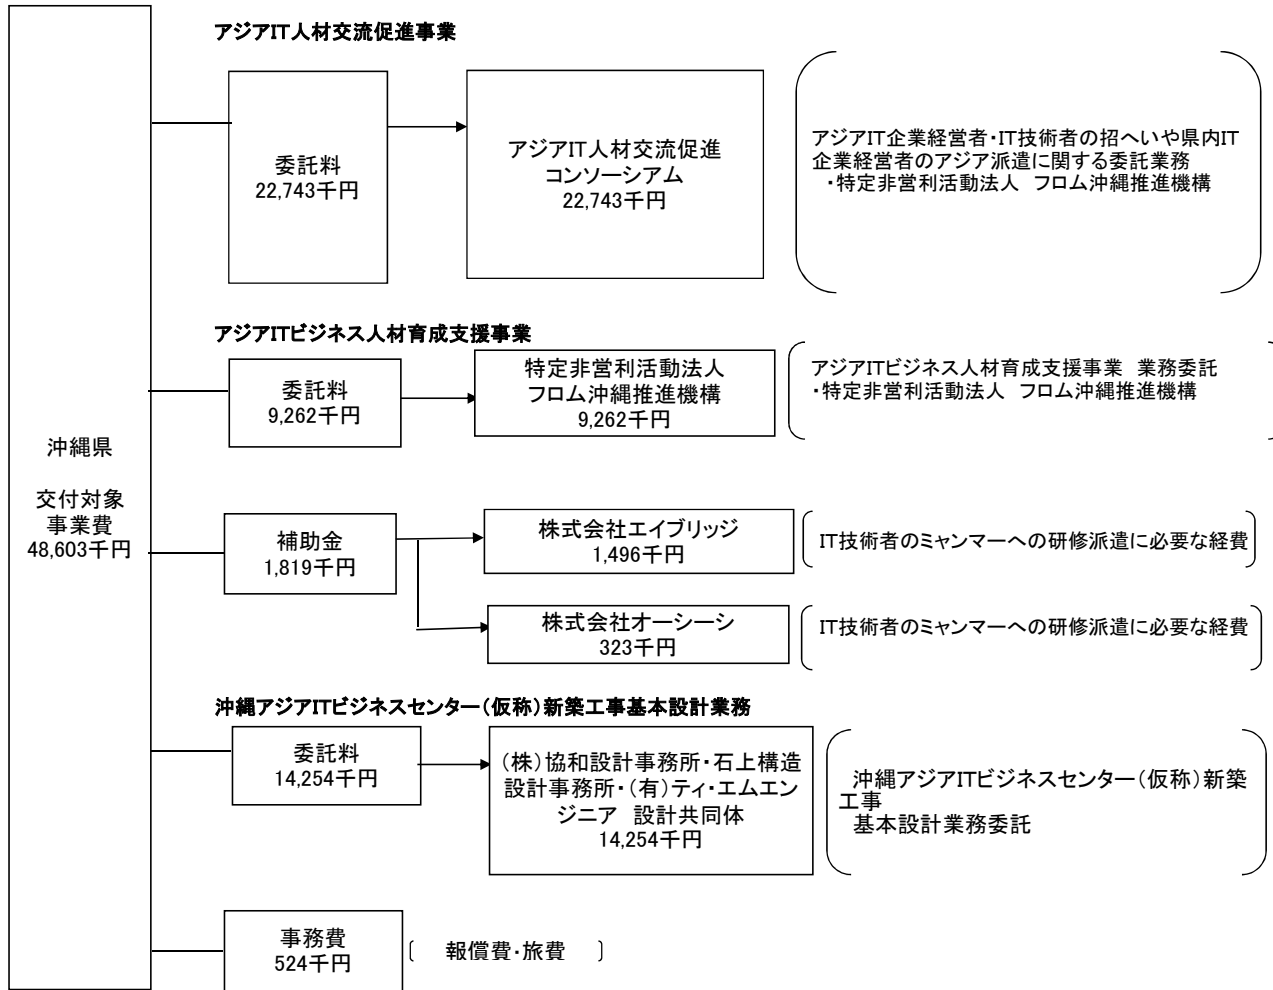 アジアIT人材交流促進事業
委託料
22,743千円
アジアIT人材交流促進
コンソーシアム
22,743千円
アジアIT企業経営者・IT技術者の招へいや県内IT
企業経営者のアジア派遣に関する委託業務
・特定非営利活動法人 フロム沖縄推進機構
アジアITビジネス人材育成支援事業
委託料
9,262千円
特定非営利活動法人
フロム沖縄推進機構
9,262千円
アジアITビジネス人材育成支援事業 業務委託
・特定非営利活動法人 フロム沖縄推進機構
沖縄県
交付対象
事業費
48,603千円
補助金
1,819千円
株式会社エイブリッジ
1,496千円
IT技術者のミャンマーへの研修派遣に必要な経費
株式会社オーシーシ
323千円
IT技術者のミャンマーへの研修派遣に必要な経費
沖縄アジアITビジネスセンター(仮称)新築工事基本設計業務
委託料
14,254千円
(株)協和設計事務所・石上構造
設計事務所・(有)ティ・エムエン
ジニア 設計共同体
14,254千円
沖縄アジアITビジネスセンター(仮称)新築
工事
基本設計業務委託
事務費
524千円
報償費・旅費